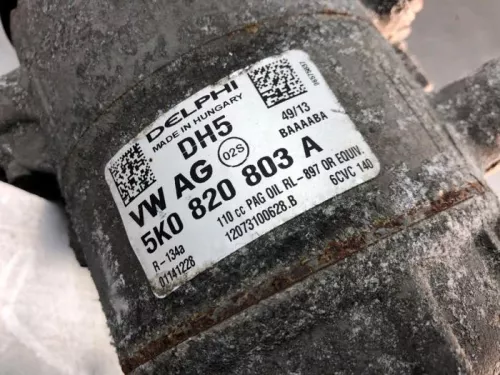 DELPHI
MADE IN HUNGARY
DH5
49/13
BAAAABA
VW AG 02S
5K0 820 803 A
R-134a
110 cc PAG OIL RL-897 OR EQUIV.
01141228
12073100628.B
6CVC 140